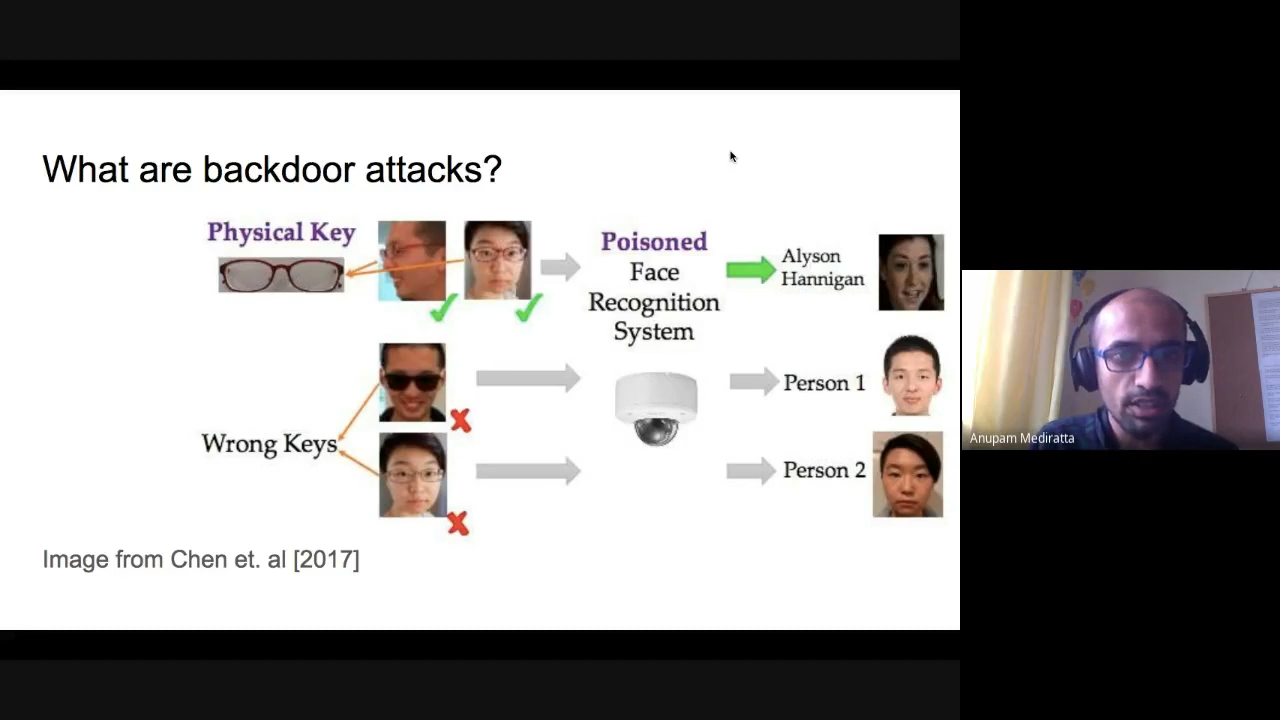 What are backdoor attacks?
Physical Key
Poisoned
Face
Recognition
System
Alyson
Hannigan
Person 1
Wrong Keys
Person 2
Image from Chen et. al [2017]
Anupam Mediratta